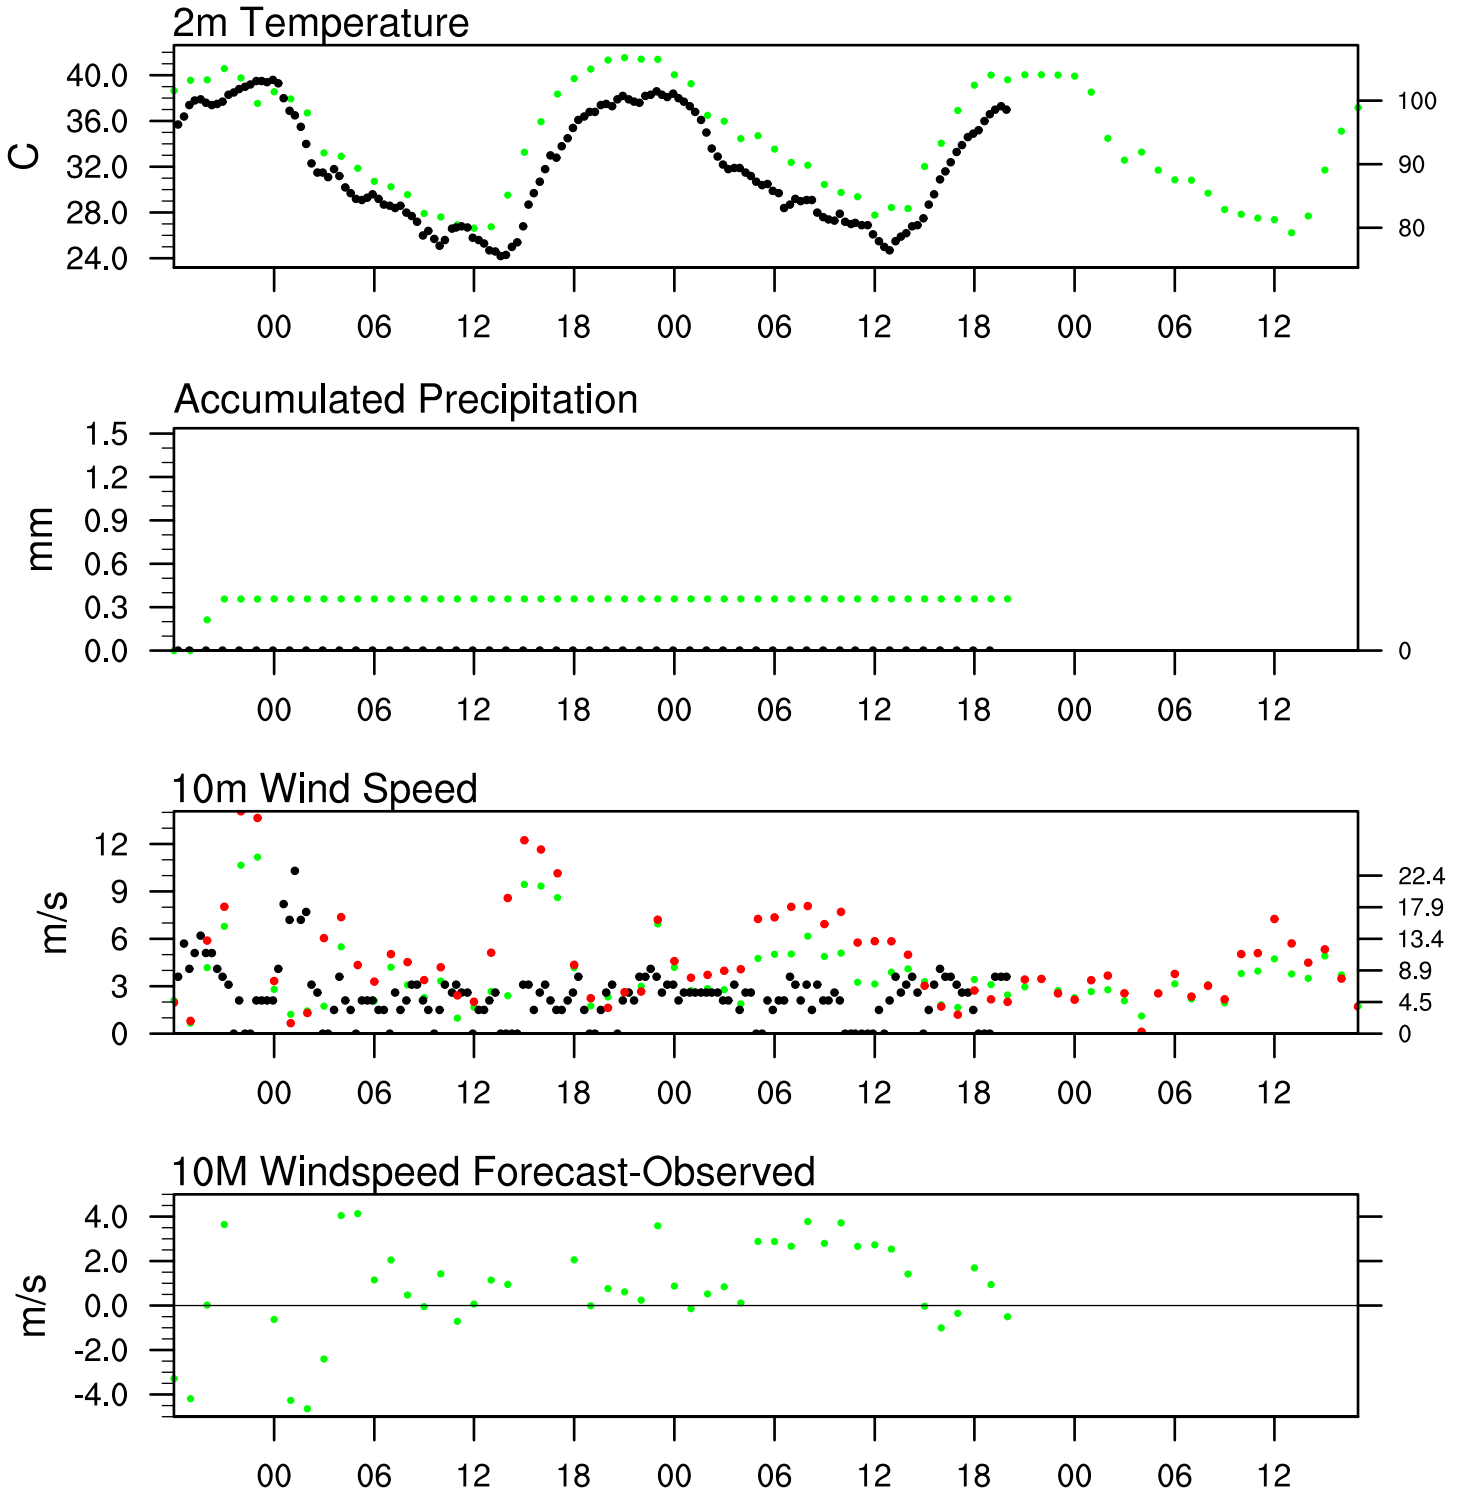 2m Temperature
40.0
36.0
32.0
28.0
24.0
C
100
90
80
00 06 12 18 00 06 12 18 00 06 12
Accumulated Precipitation
1.5
1.2
0.9
0.6
0.3
0.0
mm
0
00 06 12 18 00 06 12 18 00 06 12
10m Wind Speed
12
9
6
3
0
m/s
22.4
17.9
13.4
8.9
4.5
0
00 06 12 18 00 06 12 18 00 06 12
10M Windspeed Forecast-Observed
4.0
2.0
0.0
-2.0
-4.0
m/s
00 06 12 18 00 06 12 18 00 06 12